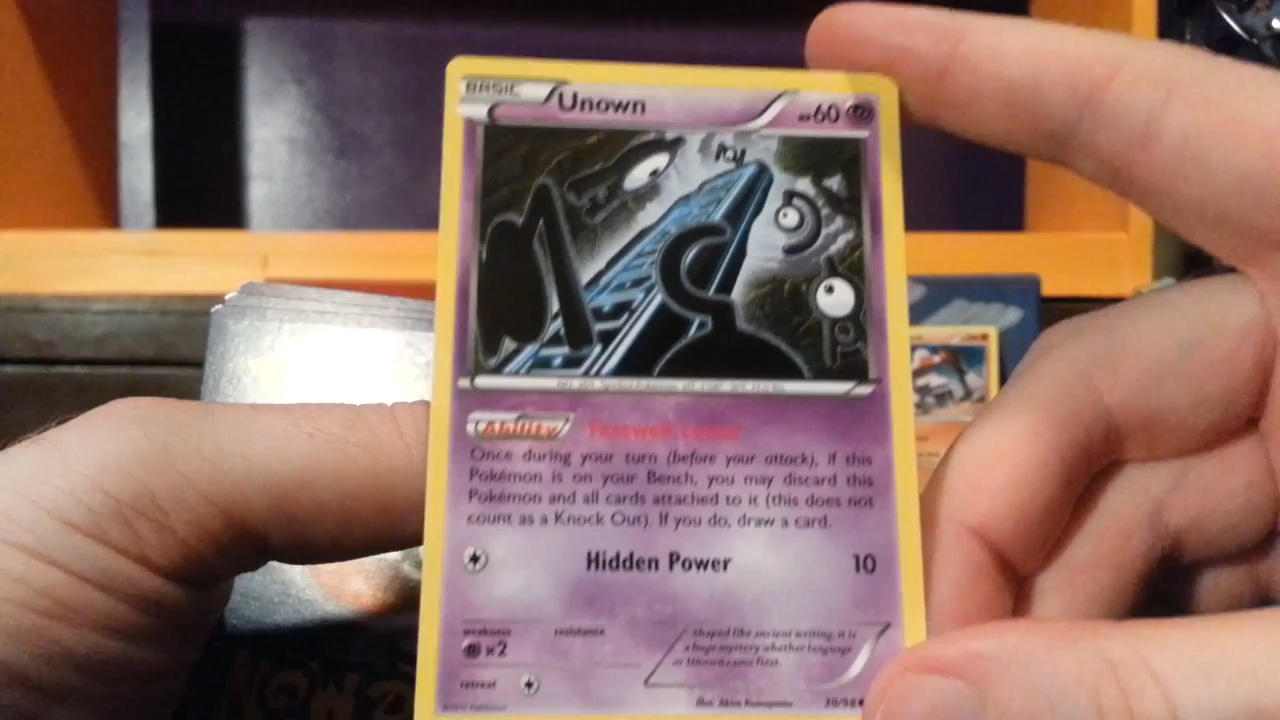 BASIC Unown HP60
Ability Farewell Letter
Once during your turn (before your attack), if this
Pokémon is on your Bench, you may discard this
Pokémon and all cards attached to it (this does not
count as a Knock Out). If you do, draw a card.
Hidden Power 10
weakness resistance
×2
retreat
Shaped like ancient writing, it is
a huge mystery whether language
or Unown came first.
Illus. Akira Komayama 30/98